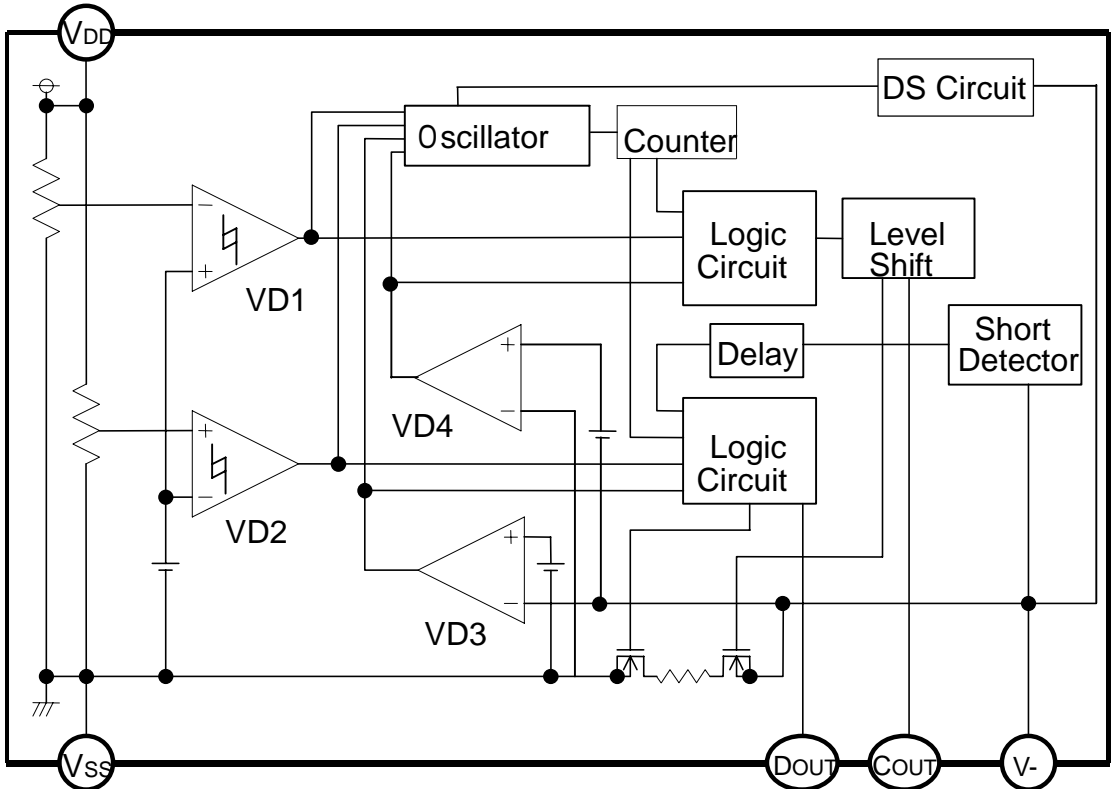 VDD
DS Circuit
Oscillator
Counter
Logic
Circuit
Level
Shift
VD1
Short
Detector
Delay
VD4
Logic
Circuit
VD2
VD3
VSS
DOUT
COUT
V-